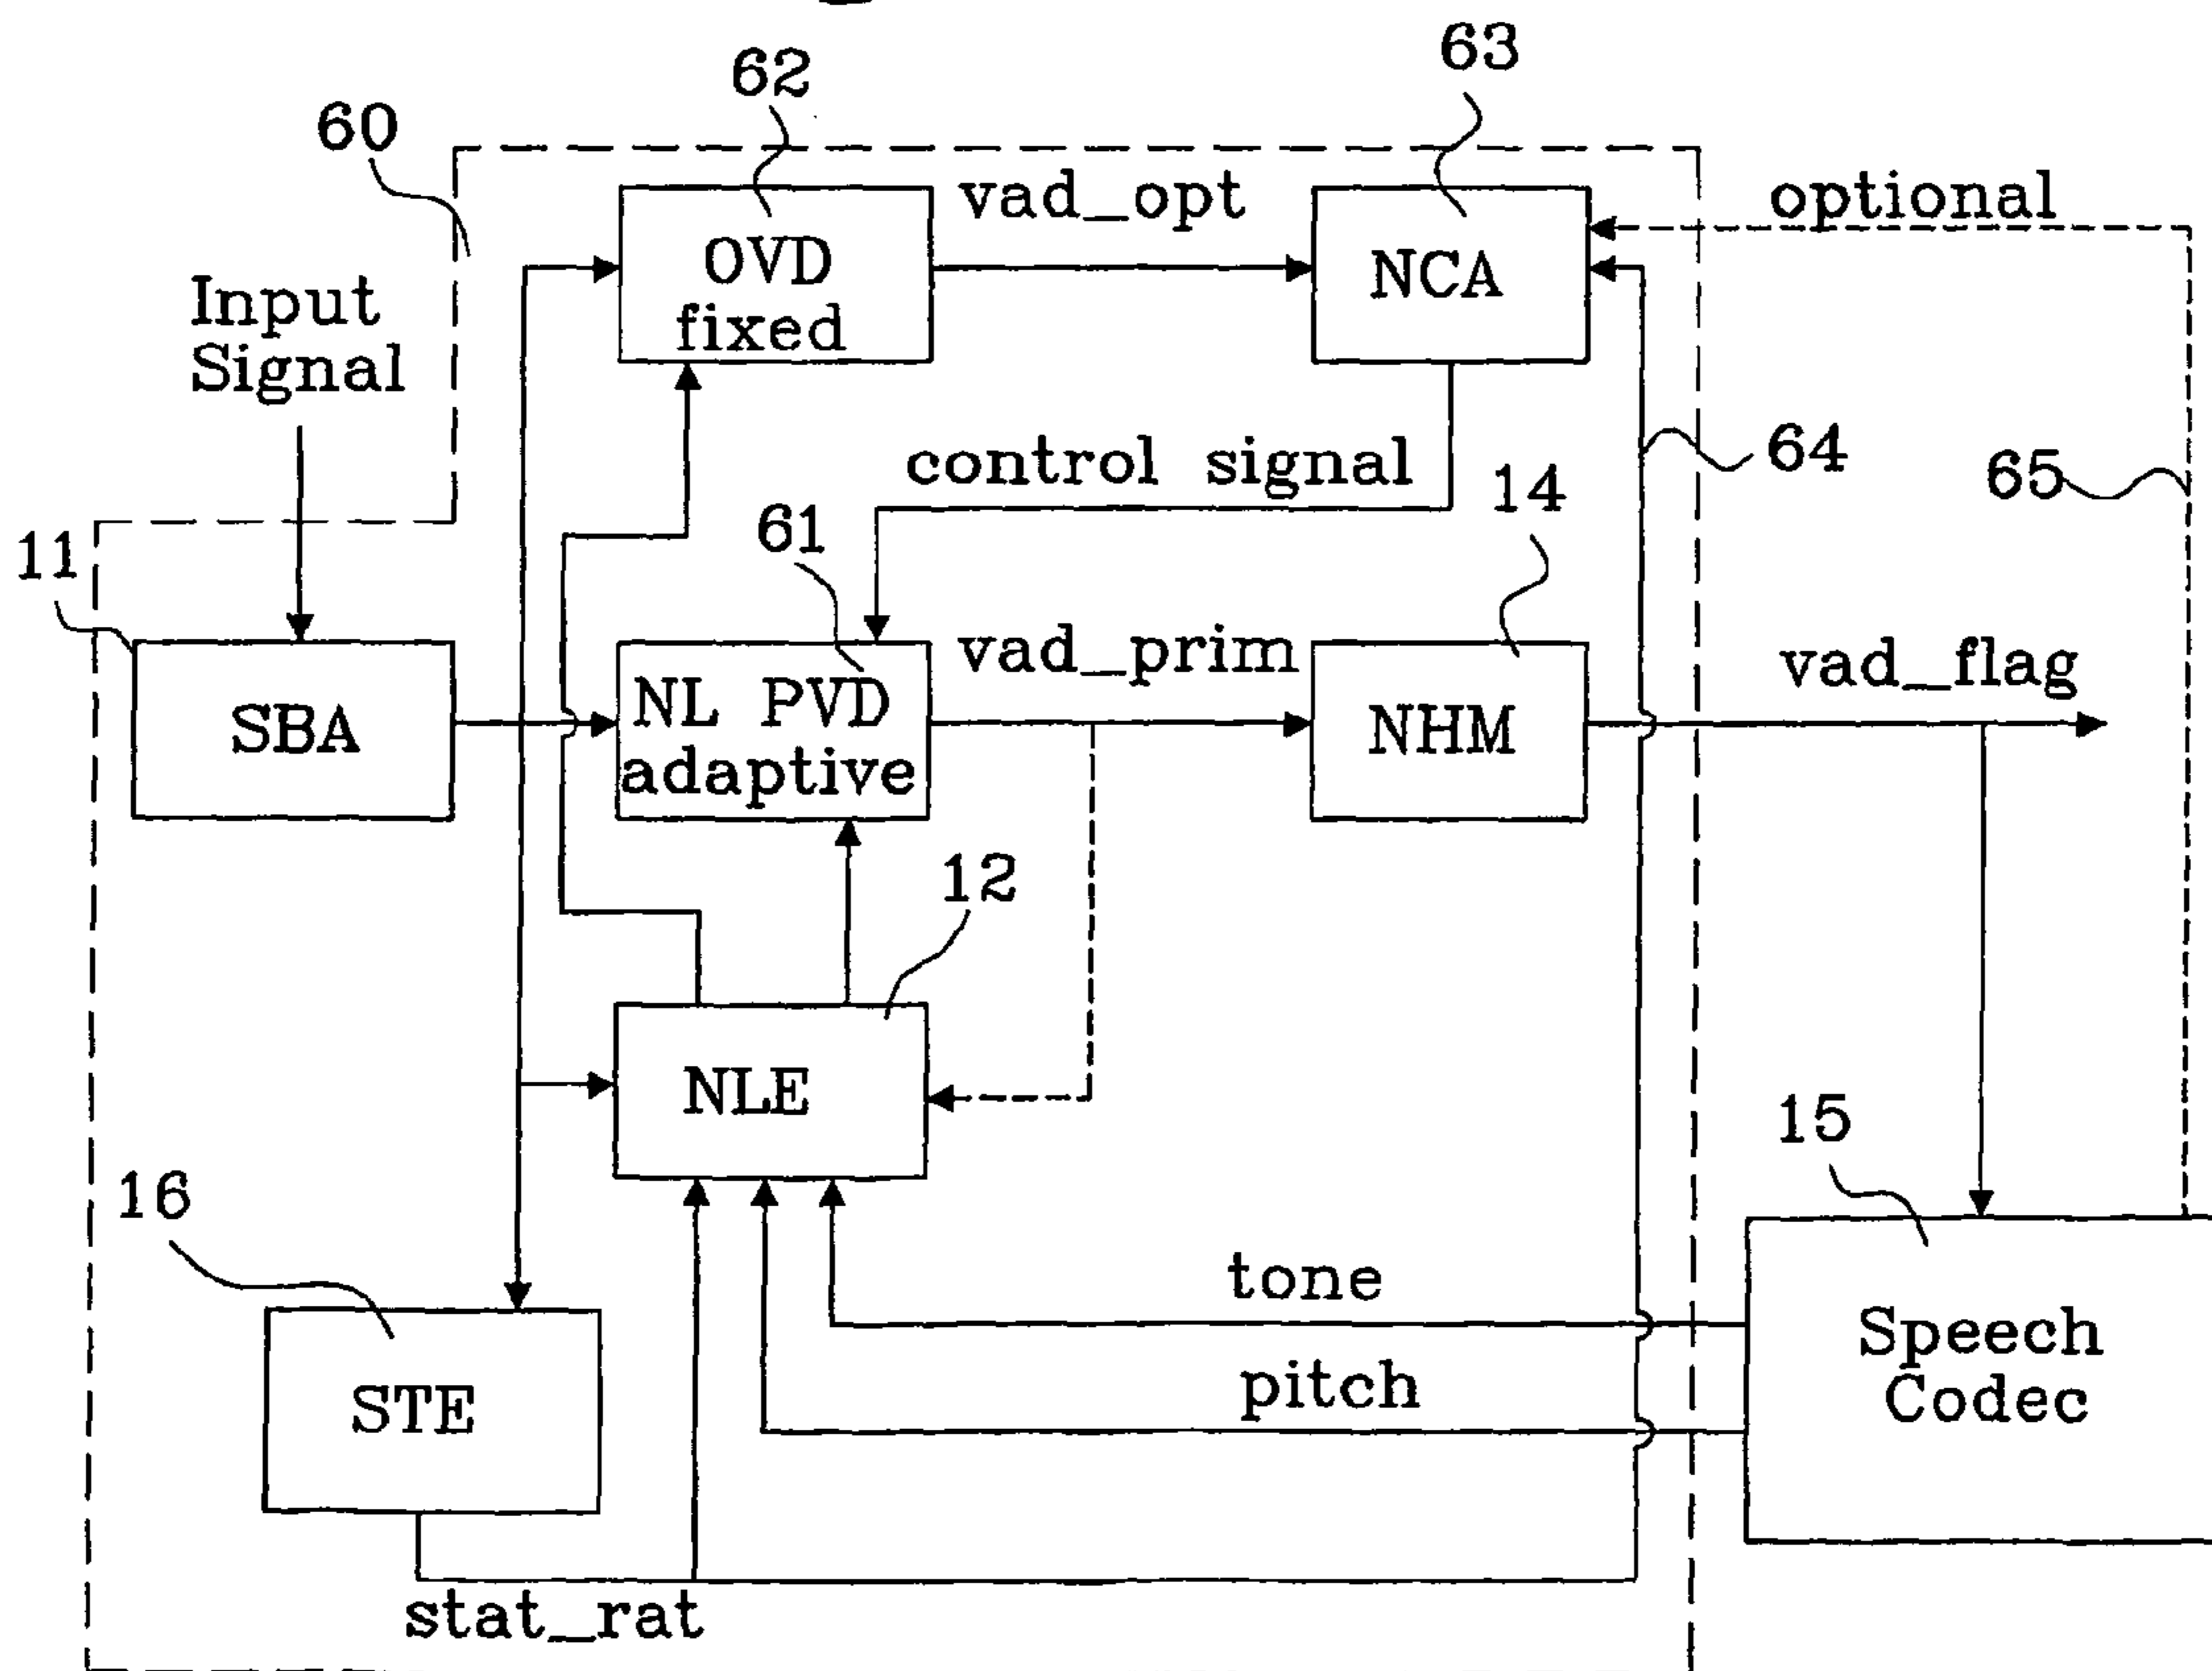 62
63
60
vad_opt
optional
OVD
fixed
NCA
Input
Signal
control signal
64
65
14
61
11
vad_prim
vad_flag
SBA
NL PVD
adaptive
NHM
12
NLE
15
16
tone
Speech
Codec
pitch
STE
stat_rat